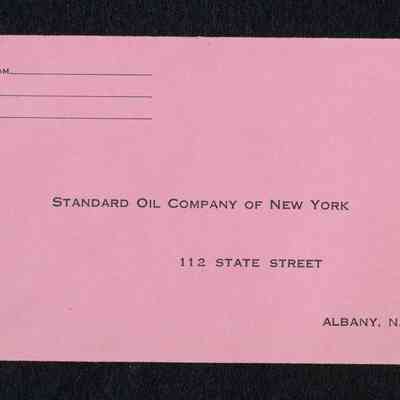 OM
STANDARD OIL COMPANY OF NEW YORK
112 STATE STREET
ALBANY, N.